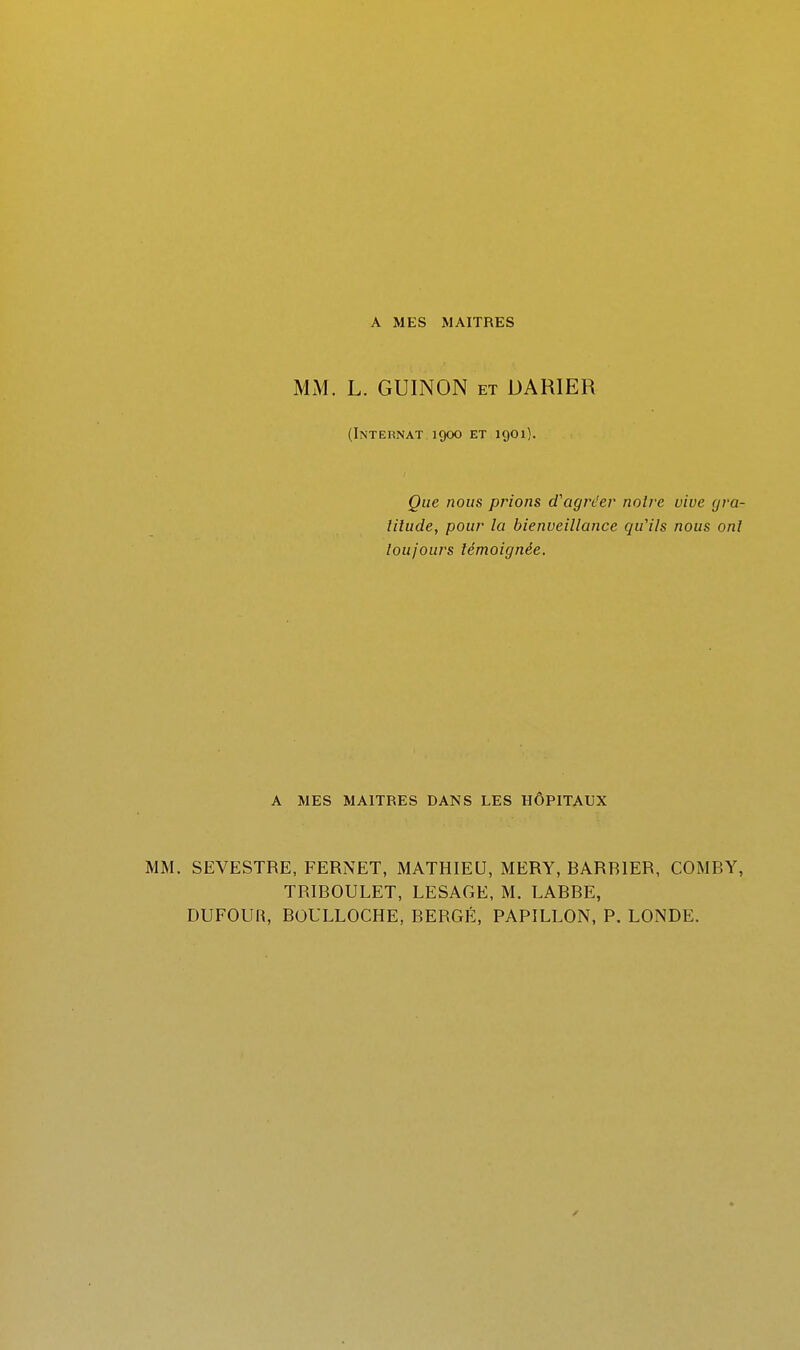 A MES MAITRES
MM. L. GUINON ET DARIER
(INTERNAT 1900 ET 1901).
Que nous prions d'agréer notre vive gra-
titude, pour la bienveillance qu'ils nous ont
toujours témoignée.
A MES MAITRES DANS LES HÔPITAUX
MM. SEVESTRE, FERNET, MATHIEU, MERY, BARBIER, COMBY,
TRIBOULET, LESAGE, M. LABBE,
DUFOUR, BOULLOCHE, BERGÉ, PAPILLON, P. LONDE.